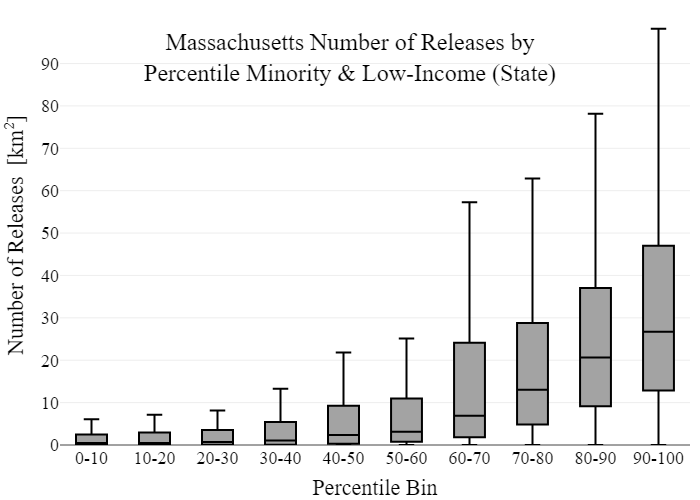 Massachusetts Number of Releases by
Percentile Minority & Low-Income (State)
Number of Releases [km²]
90
80
70
60
50
40
30
20
10
0
0-10 10-20 20-30 30-40 40-50 50-60 60-70 70-80 80-90 90-100
Percentile Bin